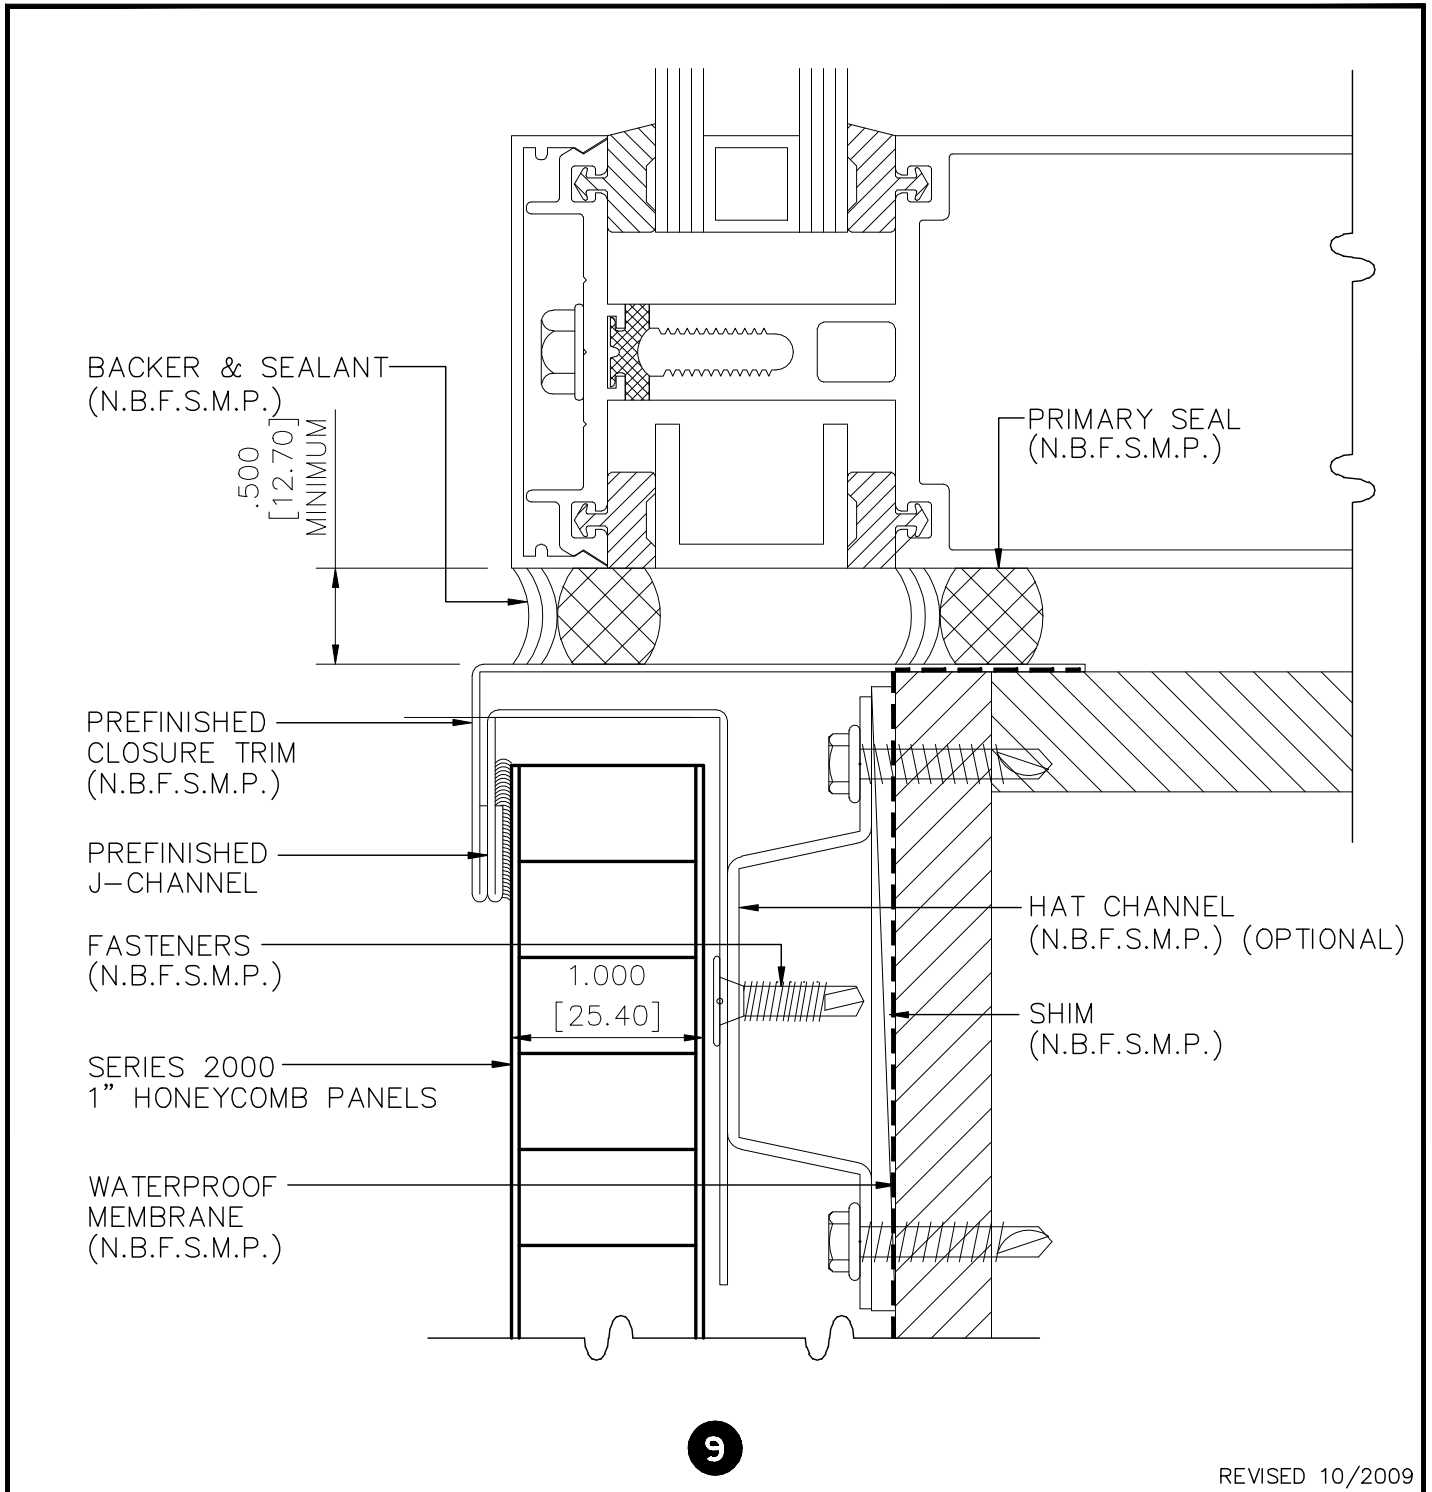 BACKER & SEALANT
(N.B.F.S.M.P.)
.500
[12.70]
MINIMUM
PRIMARY SEAL
(N.B.F.S.M.P.)
PREFINISHED
CLOSURE TRIM
(N.B.F.S.M.P.)
PREFINISHED
J-CHANNEL
HAT CHANNEL
(N.B.F.S.M.P.) (OPTIONAL)
FASTENERS
(N.B.F.S.M.P.)
1.000
[25.40]
SHIM
(N.B.F.S.M.P.)
SERIES 2000
1" HONEYCOMB PANELS
WATERPROOF
MEMBRANE
(N.B.F.S.M.P.)
9
REVISED 10/2009